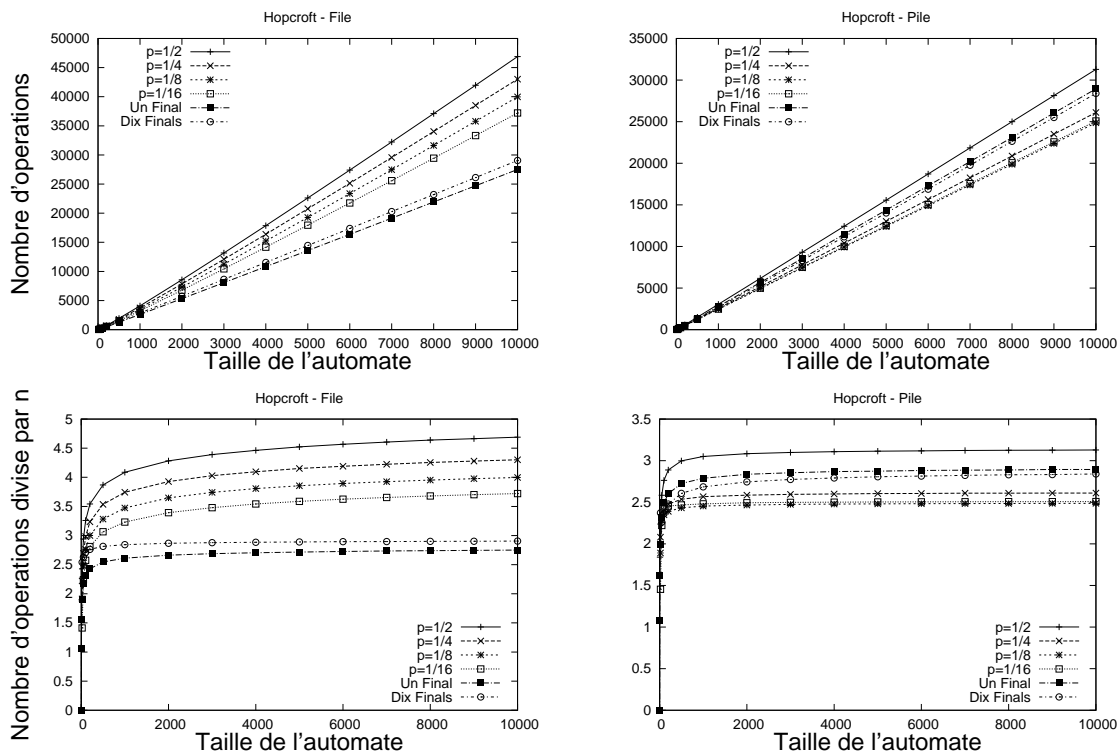 Hopcroft - File
50000
45000
40000
35000
30000
25000
20000
15000
10000
5000
0
0 1000 2000 3000 4000 5000 6000 7000 8000 9000 10000
p=1/2
p=1/4
p=1/8
p=1/16
Un Final
Dix Finals
Nombre d'operations
Taille de l'automate
Hopcroft - Pile
35000
30000
25000
20000
15000
10000
5000
0
0 1000 2000 3000 4000 5000 6000 7000 8000 9000 10000
p=1/2
p=1/4
p=1/8
p=1/16
Un Final
Dix Finals
Taille de l'automate
Hopcroft - File
5
4.5
4
3.5
3
2.5
2
1.5
1
0.5
0
0 2000 4000 6000 8000 10000
p=1/2
p=1/4
p=1/8
p=1/16
Un Final
Dix Finals
Nombre d'operations divise par n
Taille de l'automate
Hopcroft - Pile
3.5
3
2.5
2
1.5
1
0.5
0
0 2000 4000 6000 8000 10000
p=1/2
p=1/4
p=1/8
p=1/16
Un Final
Dix Finals
Taille de l'automate